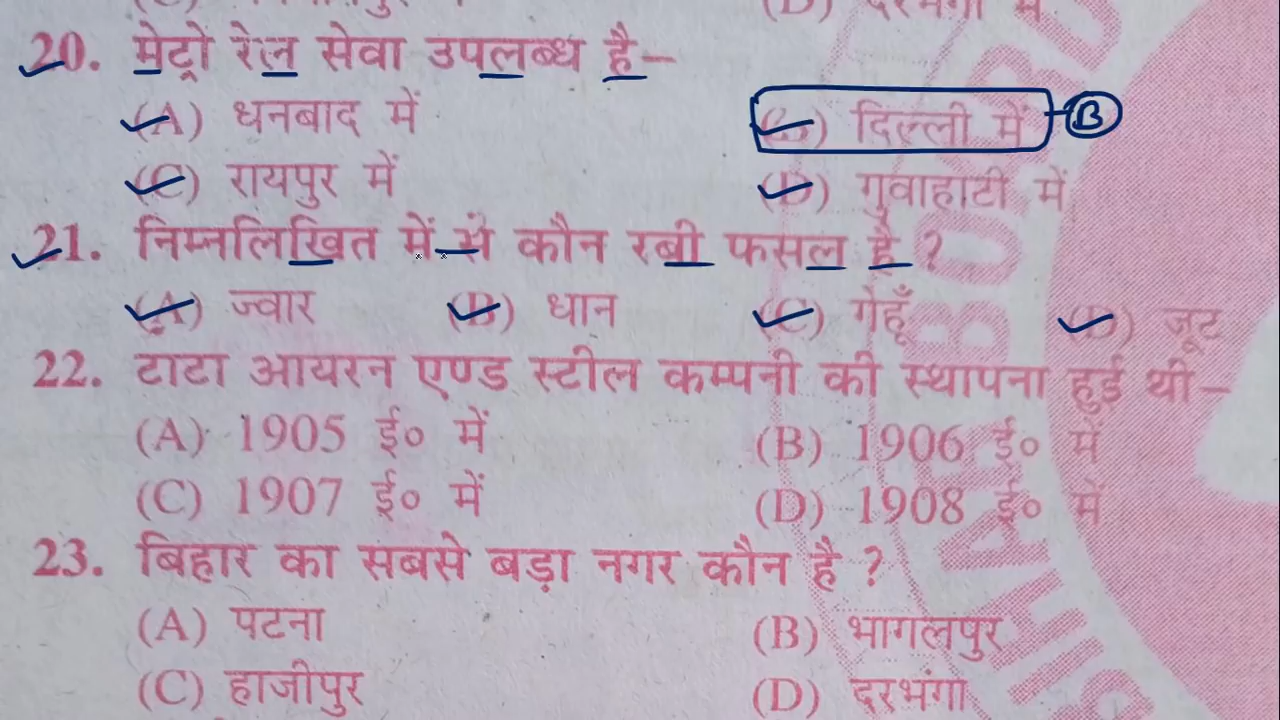 (D) दरभंगा में
20. मेट्रो रेल सेवा उपलब्ध है–
(A) धनबाद में (B) दिल्ली में B
(C) रायपुर में (D) गुवाहाटी में
21. निम्नलिखित में से कौन रबी फसल है ?
(A) ज्वार (B) धान (C) गेहूँ (D) जूट
22. टाटा आयरन एण्ड स्टील कम्पनी की स्थापना हुई थी–
(A) 1905 ई० में (B) 1906 ई० में
(C) 1907 ई० में (D) 1908 ई० में
23. बिहार का सबसे बड़ा नगर कौन है ?
(A) पटना (B) भागलपुर
(C) हाजीपुर (D) दरभंगा